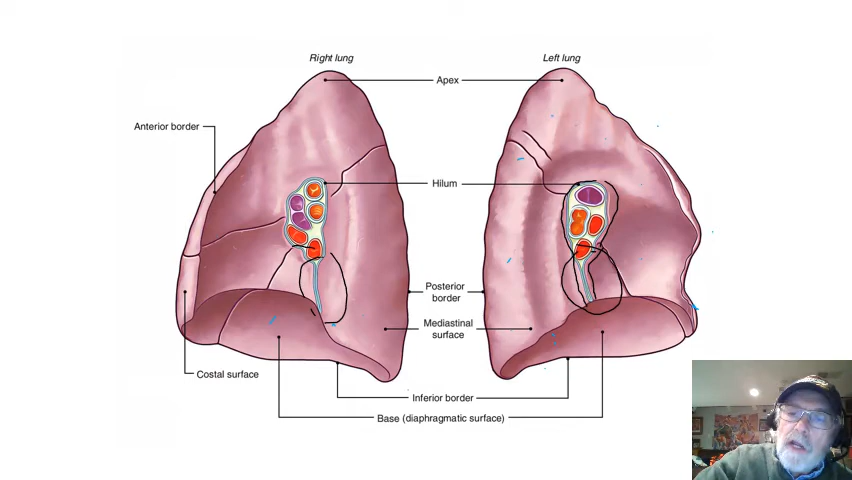 Right lung
Left lung
Apex
Anterior border
Hilum
Posterior
border
Mediastinal
surface
Costal surface
Inferior border
Base (diaphragmatic surface)